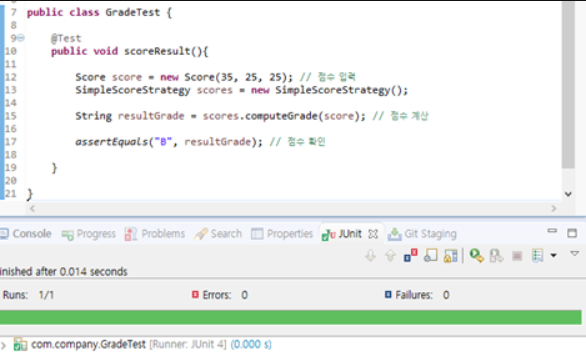 7 public class GradeTest {
8
9 @Test
10 public void scoreResult(){
11
12 Score score = new Score(35, 25, 25); // 점수 입력
13 SimpleScoreStrategy scores = new SimpleScoreStrategy();
14
15 String resultGrade = scores.computeGrade(score); // 점수 계산
16
17 assertEquals("B", resultGrade); // 점수 확인
18
19 }
20
21 }
Console Progress Problems Search Properties JUnit Git Staging
inished after 0.014 seconds
Runs: 1/1 Errors: 0 Failures: 0
com.company.GradeTest [Runner: JUnit 4] (0.000 s)